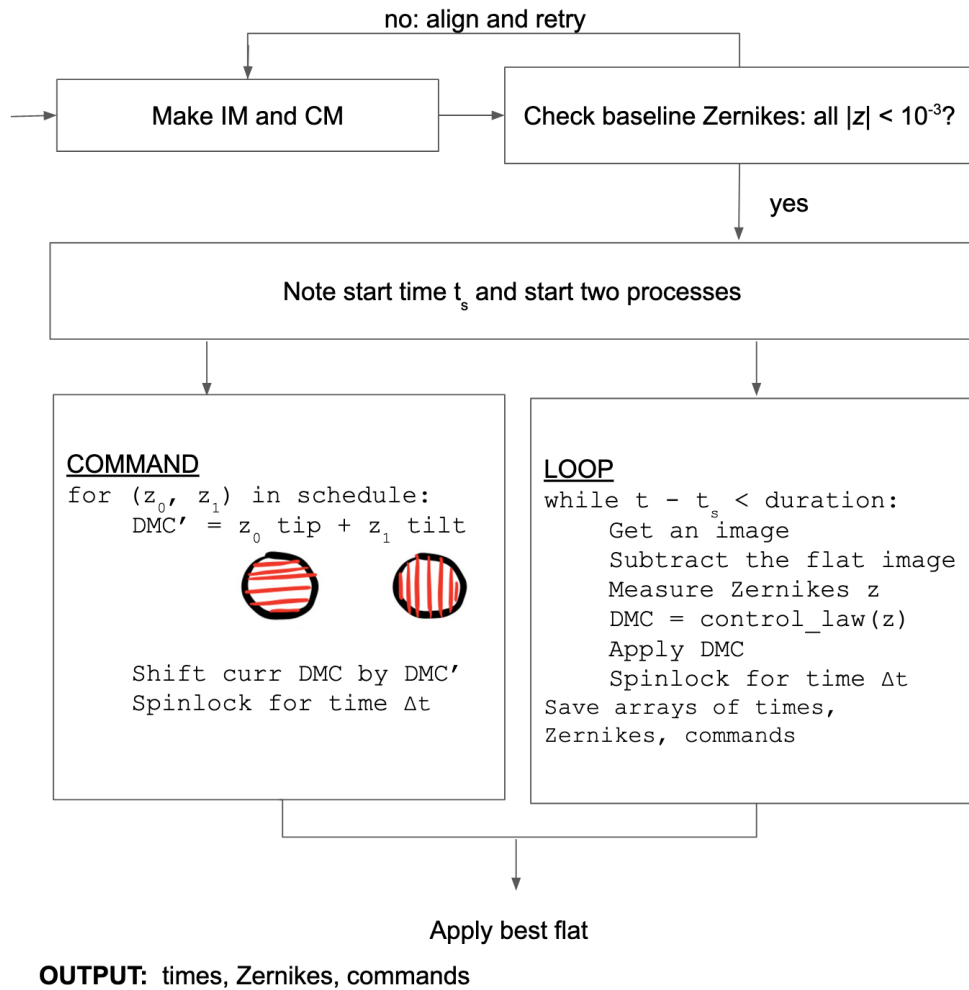 no: align and retry
Make IM and CM
Check baseline Zernikes: all |z| < 10⁻³?
yes
Note start time tₛ and start two processes
COMMAND
for (z₀, z₁) in schedule:
DMC’ = z₀ tip + z₁ tilt
Shift curr DMC by DMC’
Spinlock for time Δt
LOOP
while t - tₛ < duration:
Get an image
Subtract the flat image
Measure Zernikes z
DMC = control_law(z)
Apply DMC
Spinlock for time Δt
Save arrays of times,
Zernikes, commands
Apply best flat
OUTPUT: times, Zernikes, commands